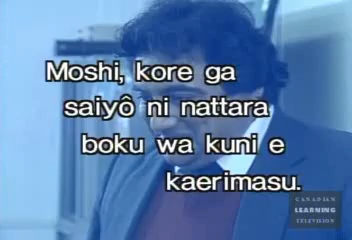 Moshi, kore ga
saiyô ni nattara
boku wa kuni e
kaerimasu.
CANADIAN
LEARNING
TELEVISION